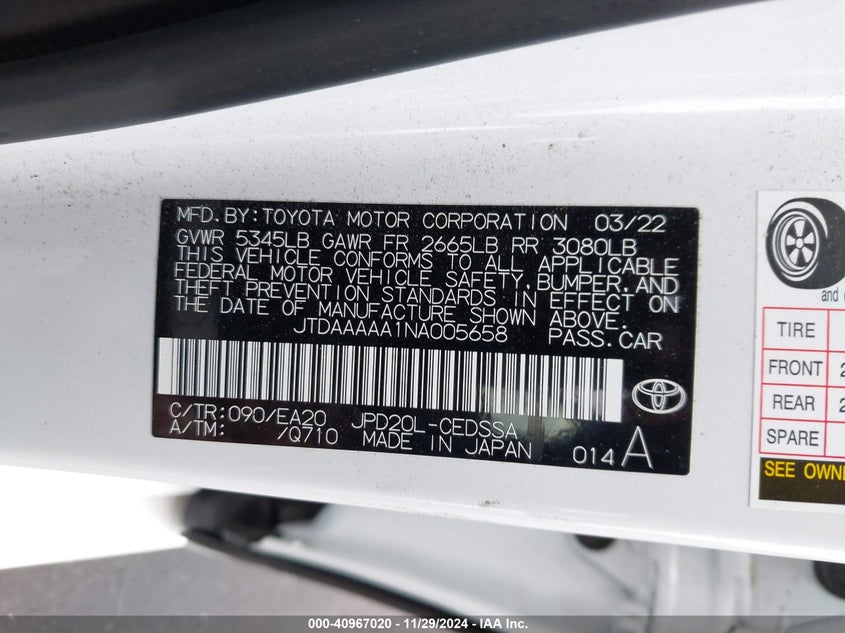 MFD. BY: TOYOTA MOTOR CORPORATION 03/22
GVWR 5345LB GAWR FR 2665LB RR 3080LB
THIS VEHICLE CONFORMS TO ALL APPLICABLE
FEDERAL MOTOR VEHICLE SAFETY, BUMPER, AND
THEFT PREVENTION STANDARDS IN EFFECT ON
THE DATE OF MANUFACTURE SHOWN ABOVE.
JTDAAAAA1NA005658 PASS. CAR
C/TR: 090/EA20 JPD20L-CEDSSA
A/TM: /Q710 MADE IN JAPAN 014 A
and
TIRE
FRONT 2
REAR 2
SPARE
SEE OWN
000-40967020 - 11/29/2024 - IAA Inc.